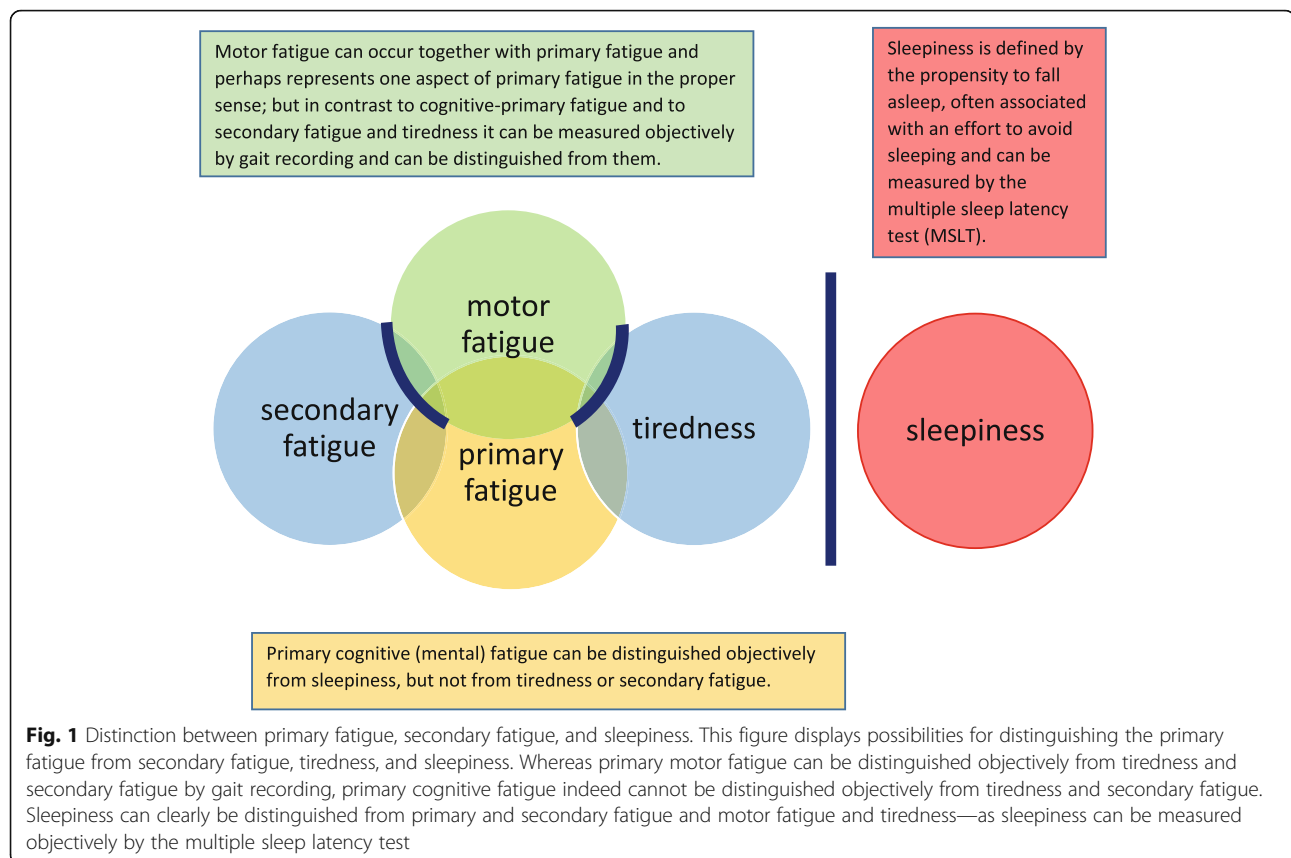 Motor fatigue can occur together with primary fatigue and
perhaps represents one aspect of primary fatigue in the proper
sense; but in contrast to cognitive-primary fatigue and to
secondary fatigue and tiredness it can be measured objectively
by gait recording and can be distinguished from them.
Sleepiness is defined by
the propensity to fall
asleep, often associated
with an effort to avoid
sleeping and can be
measured by the
multiple sleep latency
test (MSLT).
motor
fatigue
secondary
fatigue
primary
fatigue
tiredness
sleepiness
Primary cognitive (mental) fatigue can be distinguished objectively
from sleepiness, but not from tiredness or secondary fatigue.
Fig. 1 Distinction between primary fatigue, secondary fatigue, and sleepiness. This figure displays possibilities for distinguishing the primary
fatigue from secondary fatigue, tiredness, and sleepiness. Whereas primary motor fatigue can be distinguished objectively from tiredness and
secondary fatigue by gait recording, primary cognitive fatigue indeed cannot be distinguished objectively from tiredness and secondary fatigue.
Sleepiness can clearly be distinguished from primary and secondary fatigue and motor fatigue and tiredness—as sleepiness can be measured
objectively by the multiple sleep latency test